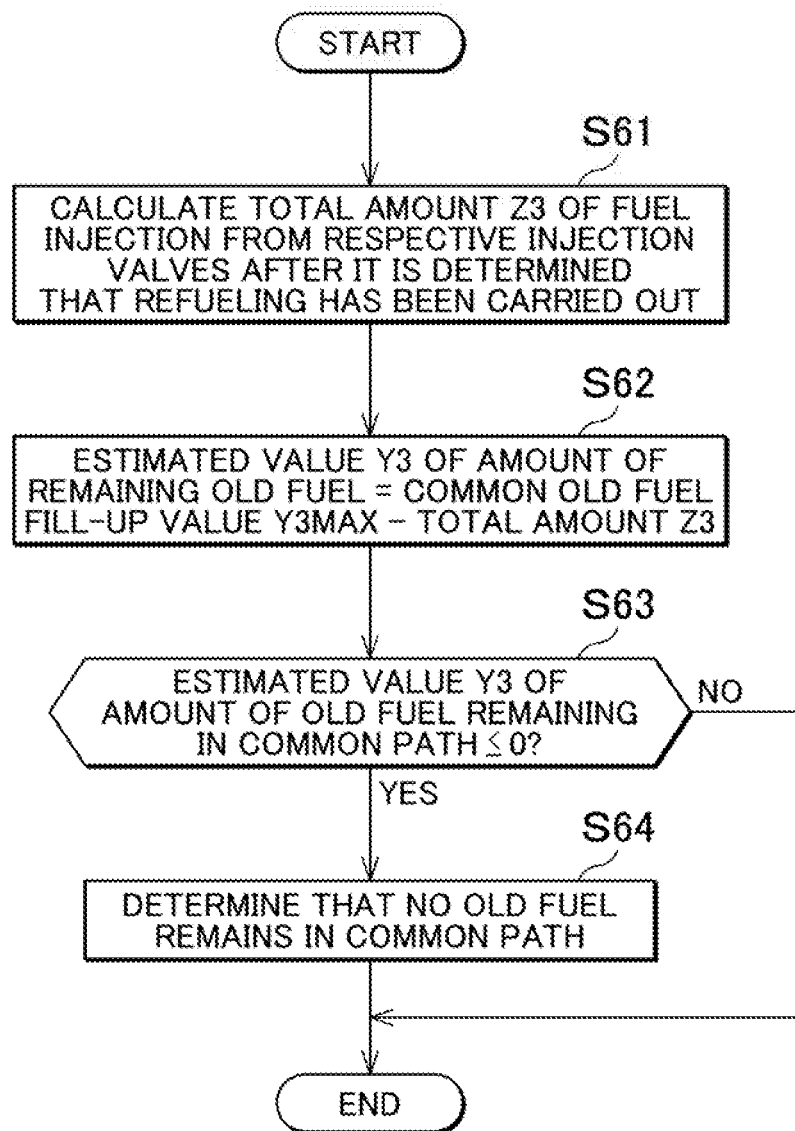 START
S61
CALCULATE TOTAL AMOUNT Z3 OF FUEL
INJECTION FROM RESPECTIVE INJECTION
VALVES AFTER IT IS DETERMINED
THAT REFUELING HAS BEEN CARRIED OUT
S62
ESTIMATED VALUE Y3 OF AMOUNT OF
REMAINING OLD FUEL = COMMON OLD FUEL
FILL-UP VALUE Y3MAX – TOTAL AMOUNT Z3
S63
ESTIMATED VALUE Y3 OF
AMOUNT OF OLD FUEL REMAINING
IN COMMON PATH ≦ 0?
NO
YES
S64
DETERMINE THAT NO OLD FUEL
REMAINS IN COMMON PATH
END